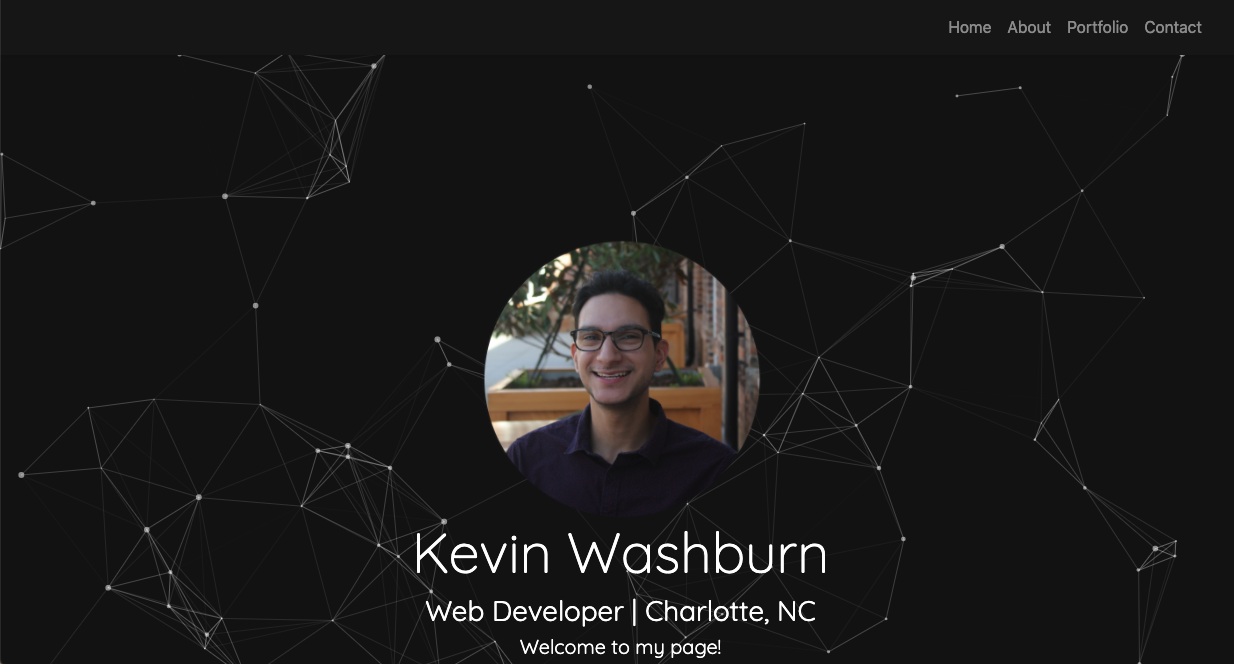 Home About Portfolio Contact
Kevin Washburn
Web Developer | Charlotte, NC
Welcome to my page!